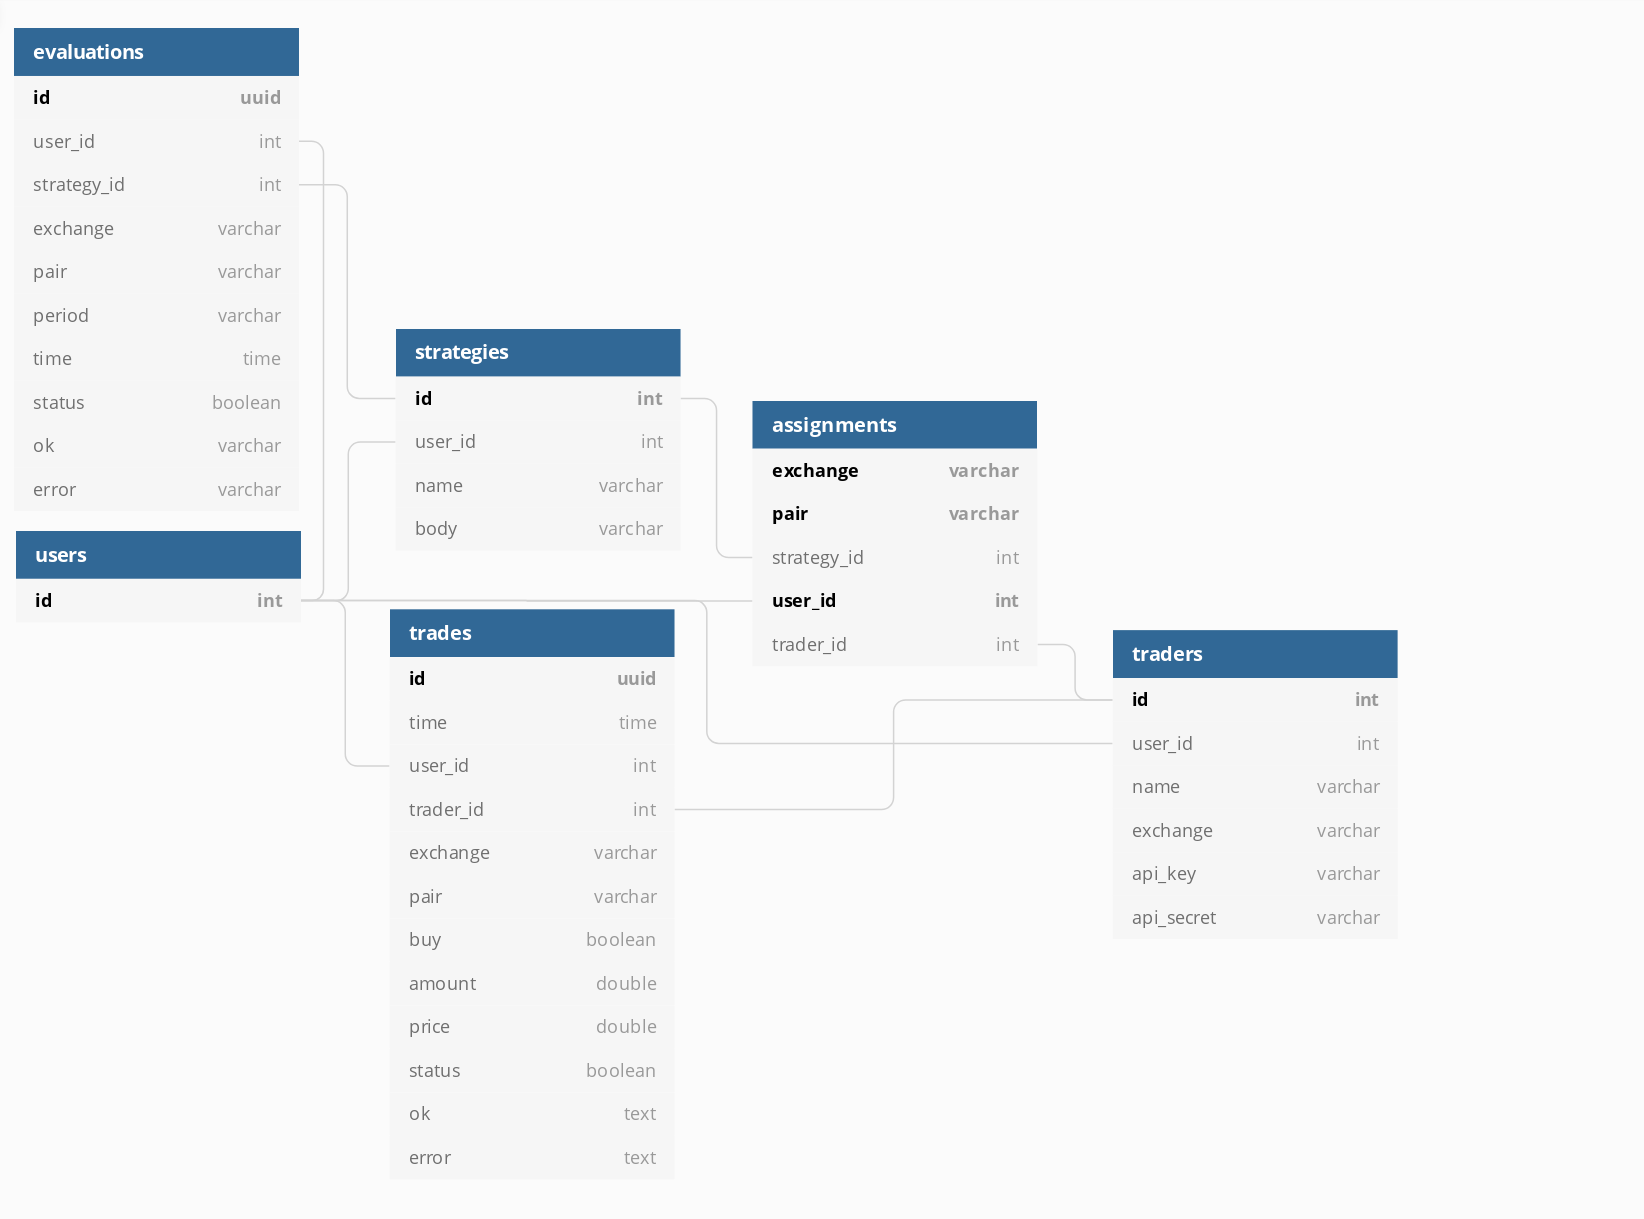 evaluations
id uuid
user_id int
strategy_id int
exchange varchar
pair varchar
period varchar
time time
status boolean
ok varchar
error varchar
users
id int
strategies
id int
user_id int
name varchar
body varchar
trades
id uuid
time time
user_id int
trader_id int
exchange varchar
pair varchar
buy boolean
amount double
price double
status boolean
ok text
error text
assignments
exchange varchar
pair varchar
strategy_id int
user_id int
trader_id int
traders
id int
user_id int
name varchar
exchange varchar
api_key varchar
api_secret varchar